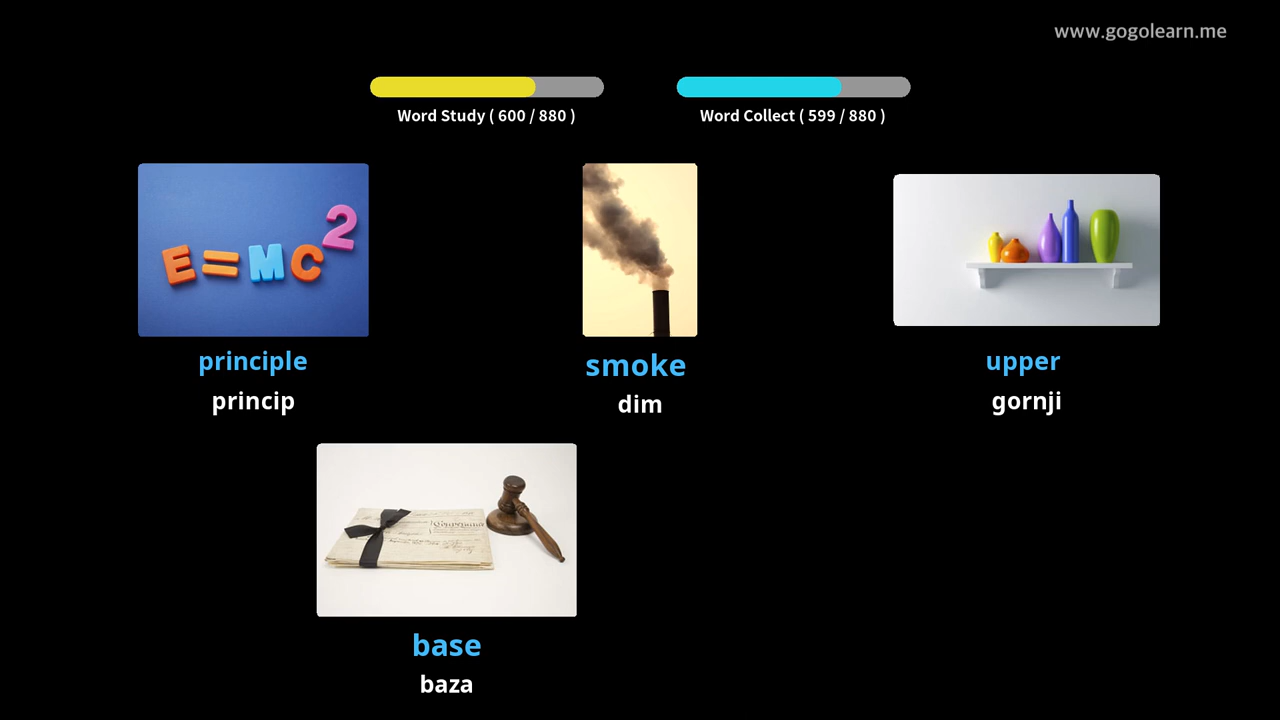 www.gogolearn.me
Word Study ( 600 / 880 )
Word Collect ( 599 / 880 )
E=MC2
principle
princip
smoke
dim
upper
gornji
base
baza